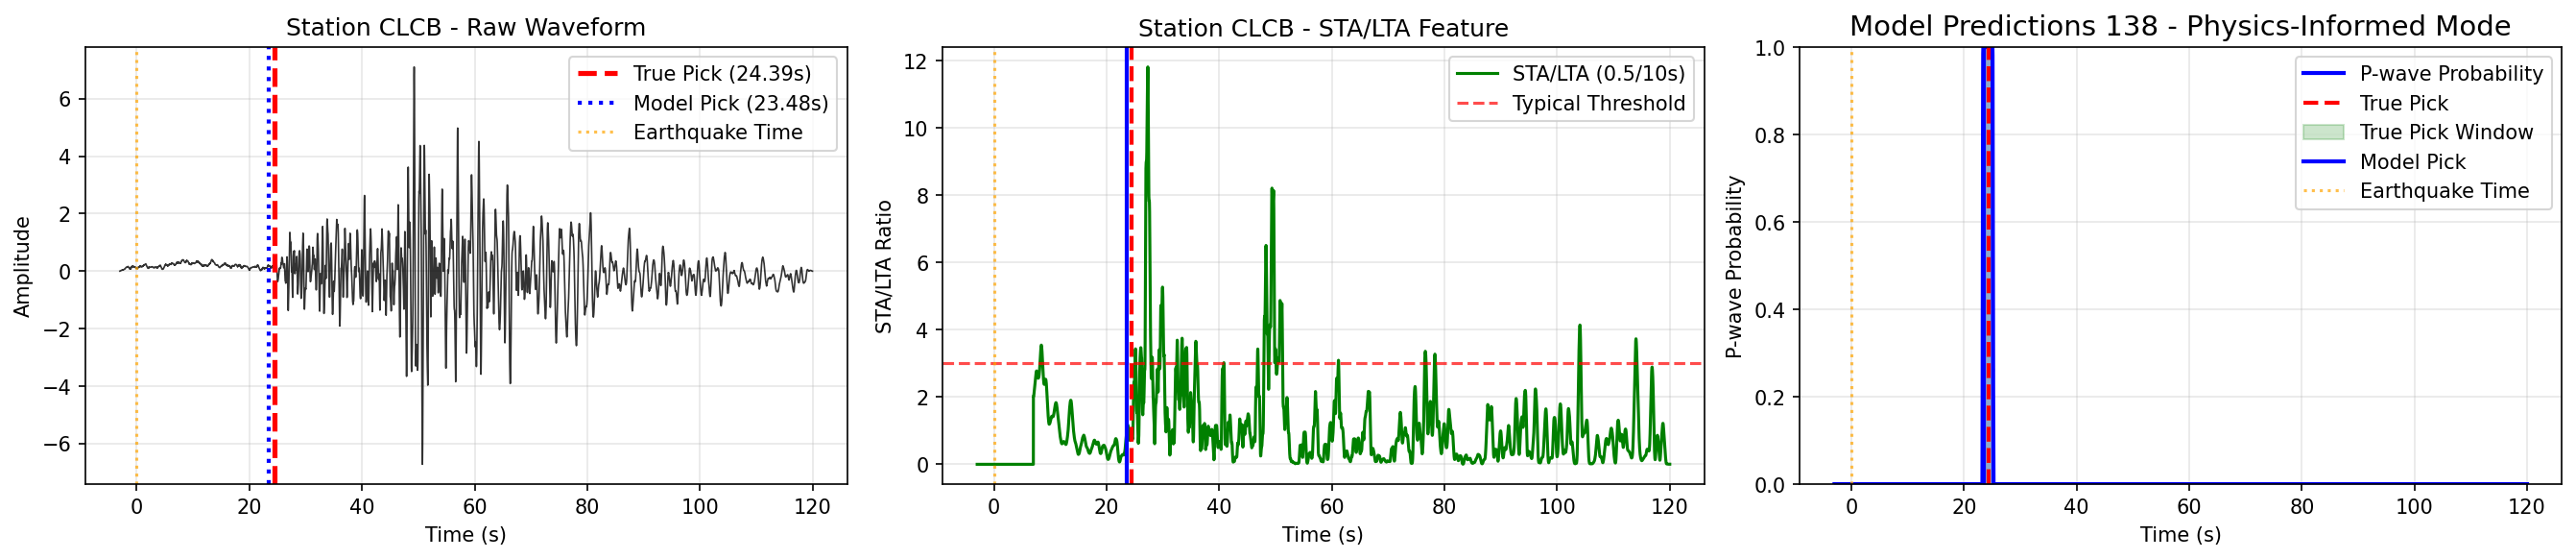 Station CLCB - Raw Waveform
True Pick (24.39s)
Model Pick (23.48s)
Earthquake Time
6
4
2
0
−2
−4
−6
Amplitude
0
20
40
60
80
100
120
Time (s)
Station CLCB - STA/LTA Feature
STA/LTA (0.5/10s)
Typical Threshold
12
10
8
6
4
2
0
STA/LTA Ratio
0
20
40
60
80
100
120
Time (s)
Model Predictions 138 - Physics-Informed Mode
P-wave Probability
True Pick
True Pick Window
Model Pick
Earthquake Time
1.0
0.8
0.6
0.4
0.2
0.0
P-wave Probability
0
20
40
60
80
100
120
Time (s)